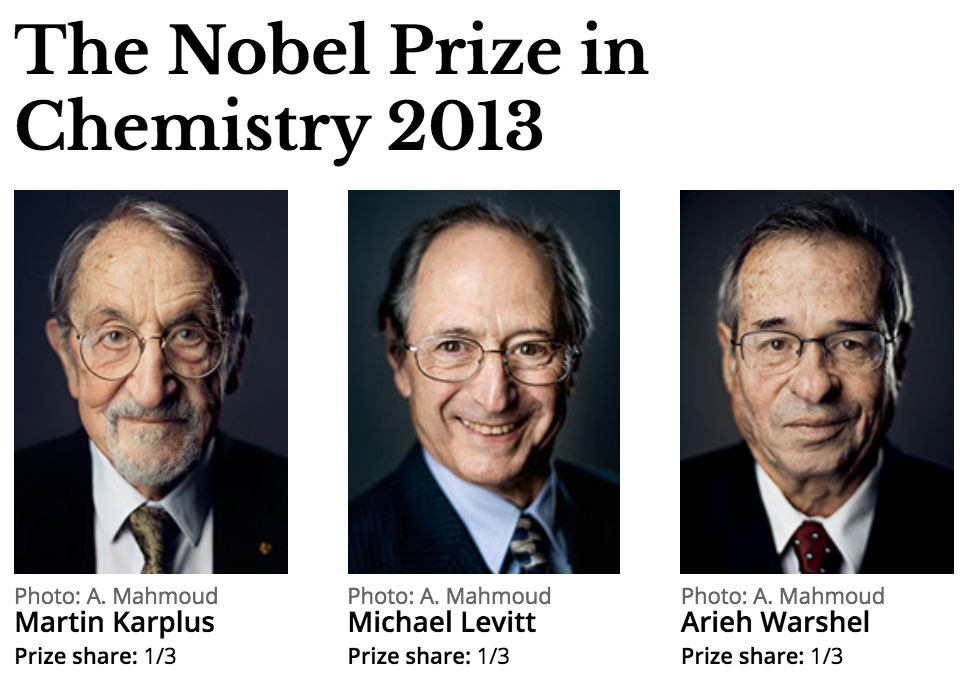 The Nobel Prize in
Chemistry 2013
Photo: A. Mahmoud
Martin Karplus
Prize share: 1/3
Photo: A. Mahmoud
Michael Levitt
Prize share: 1/3
Photo: A. Mahmoud
Arieh Warshel
Prize share: 1/3